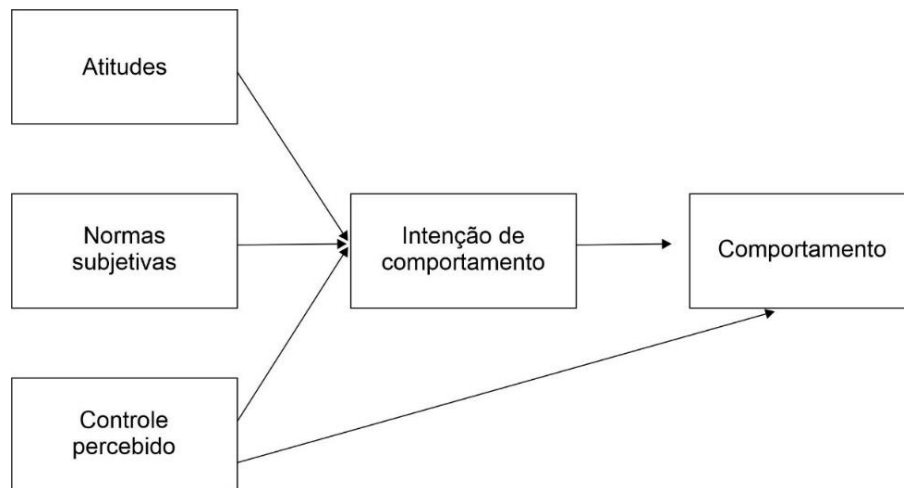 Atitudes
Normas
subjetivas
Intenção de
comportamento
Comportamento
Controle
percebido